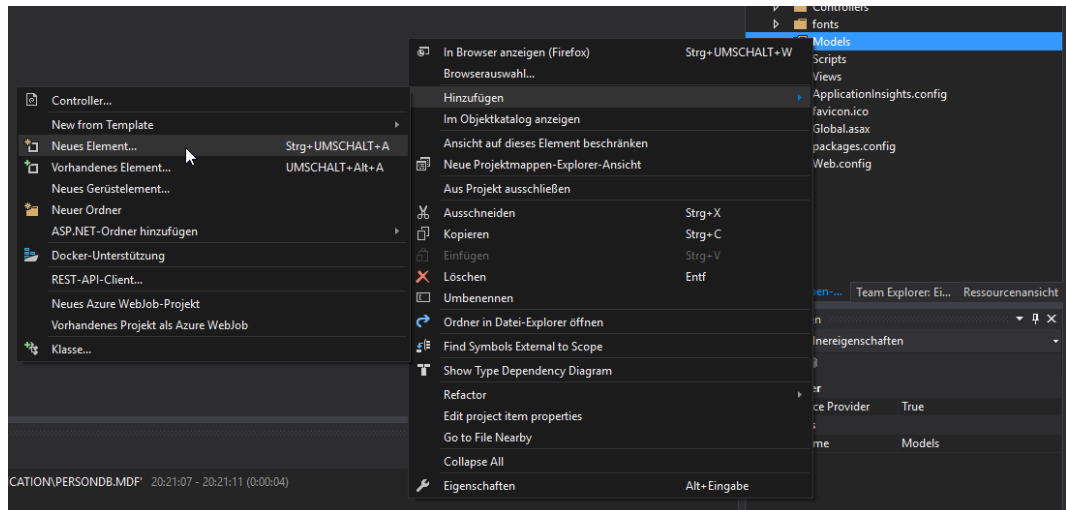 Controllers
fonts
Models
Scripts
Views
ApplicationInsights.config
favicon.ico
Global.asax
packages.config
Web.config
In Browser anzeigen (Firefox) Strg+UMSCHALT+W
Browserauswahl...
Hinzufügen
Im Objektkatalog anzeigen
Ansicht auf dieses Element beschränken
Neue Projektmappen-Explorer-Ansicht
Aus Projekt ausschließen
Ausschneiden Strg+X
Kopieren Strg+C
Einfügen Strg+V
Löschen Entf
Umbenennen
Ordner in Datei-Explorer öffnen
Find Symbols External to Scope
Show Type Dependency Diagram
Refactor
Edit project item properties
Go to File Nearby
Collapse All
Eigenschaften Alt+Eingabe
Controller...
New from Template
Neues Element... Strg+UMSCHALT+A
Vorhandenes Element... UMSCHALT+Alt+A
Neues Gerüstelement...
Neuer Ordner
ASP.NET-Ordner hinzufügen
Docker-Unterstützung
REST-API-Client...
Neues Azure WebJob-Projekt
Vorhandenes Projekt als Azure WebJob
Klasse...
en-... Team Explorer: Ei... Ressourcenansicht
n
nereigenschaften
er
ce Provider True
s
me Models
CATION\PERSONDB.MDF' 20:21:07 - 20:21:11 (0:00:04)